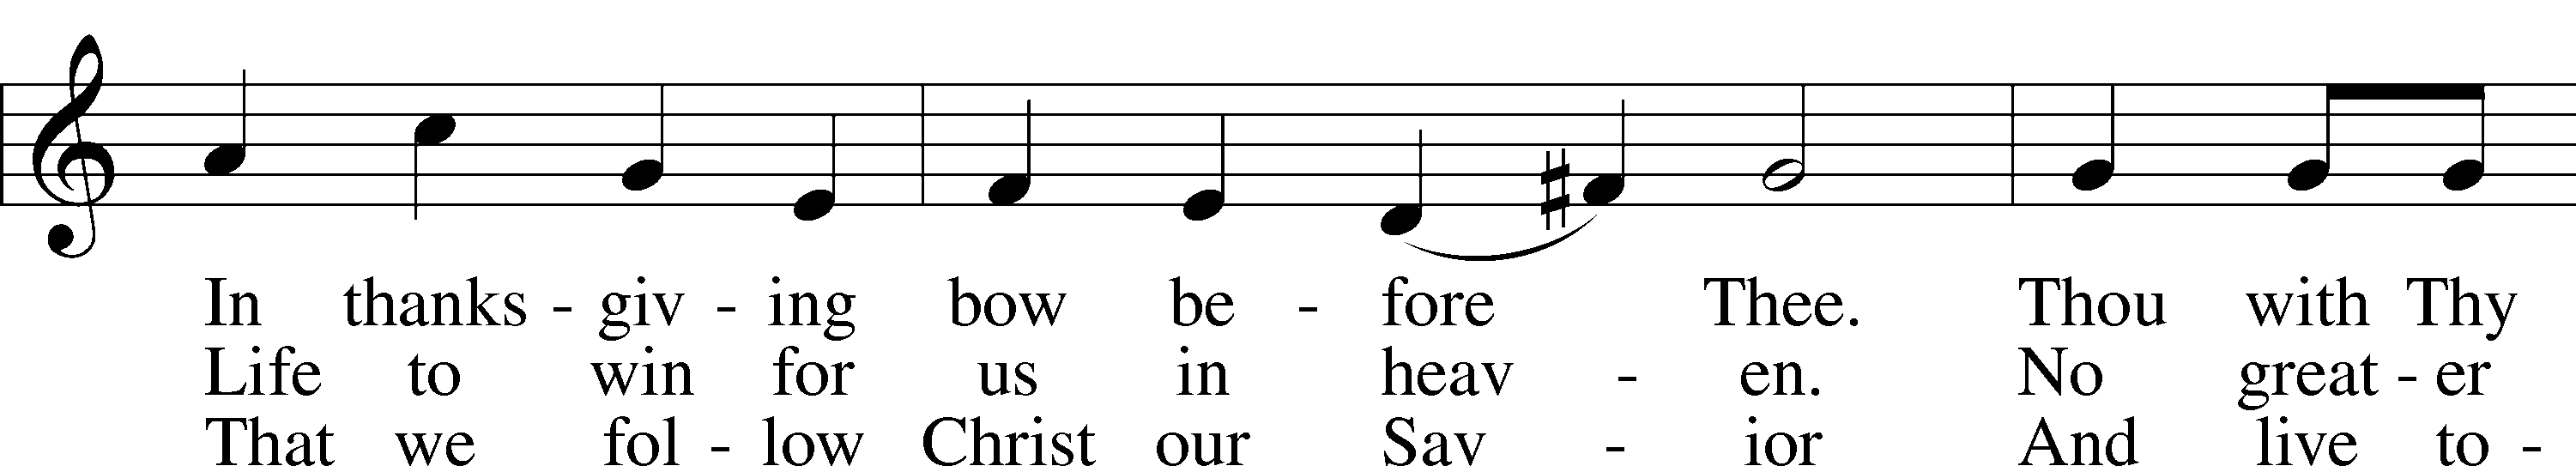 In thanks - giv - ing bow be - fore Thee. Thou with Thy
Life to win for us in heav - en. No great - er
That we fol - low Christ our Sav - ior And live to -